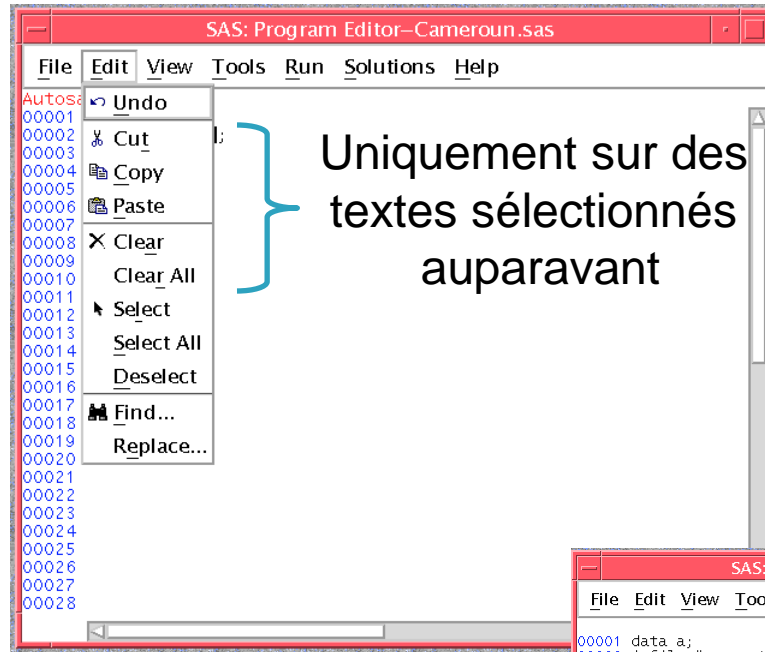 SAS: Program Editor–Cameroun.sas
File Edit View Tools Run Solutions Help
Autosa
Undo
Cut
Copy
Paste
Clear
Clear All
Select
Select All
Deselect
Find...
Replace...
00001
00002
00003
00004
00005
00006
00007
00008
00009
00010
00011
00012
00013
00014
00015
00016
00017
00018
00019
00020
00021
00022
00023
00024
00025
00026
00027
00028
Uniquement sur des
textes sélectionnés
auparavant
SAS:
File Edit View Too
00001 data a;